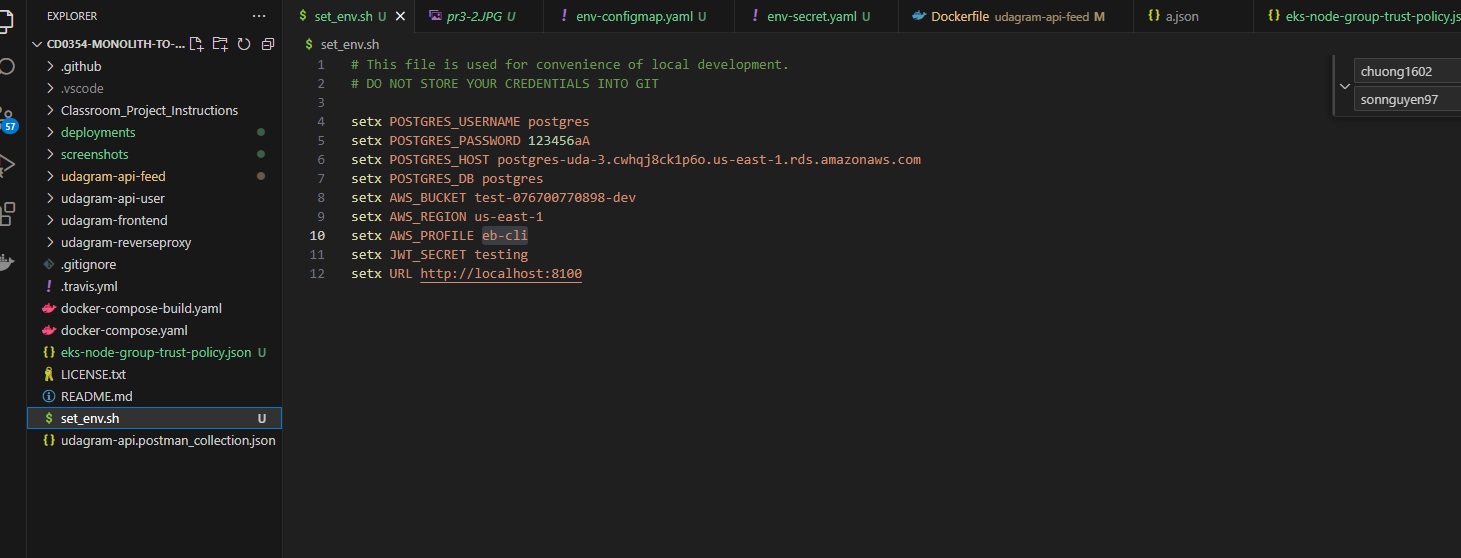 EXPLORER
set_env.sh U
pr3-2.JPG U
! env-configmap.yaml U
! env-secret.yaml U
Dockerfile udagram-api-feed M
{} a.json
{} eks-node-group-trust-policy.js
CD0354-MONOLITH-TO-...
$ set_env.sh
.github
.vscode
57
Classroom_Project_Instructions
deployments
screenshots
udagram-api-feed
udagram-api-user
udagram-frontend
udagram-reverseproxy
.gitignore
! .travis.yml
docker-compose-build.yaml
docker-compose.yaml
{} eks-node-group-trust-policy.json U
LICENSE.txt
README.md
$ set_env.sh U
{} udagram-api.postman_collection.json
1 # This file is used for convenience of local development.
2 # DO NOT STORE YOUR CREDENTIALS INTO GIT
3
4 setx POSTGRES_USERNAME postgres
5 setx POSTGRES_PASSWORD 123456aA
6 setx POSTGRES_HOST postgres-uda-3.cwhqj8ck1p6o.us-east-1.rds.amazonaws.com
7 setx POSTGRES_DB postgres
8 setx AWS_BUCKET test-076700770898-dev
9 setx AWS_REGION us-east-1
10 setx AWS_PROFILE eb-cli
11 setx JWT_SECRET testing
12 setx URL http://localhost:8100
chuong1602
sonnguyen97